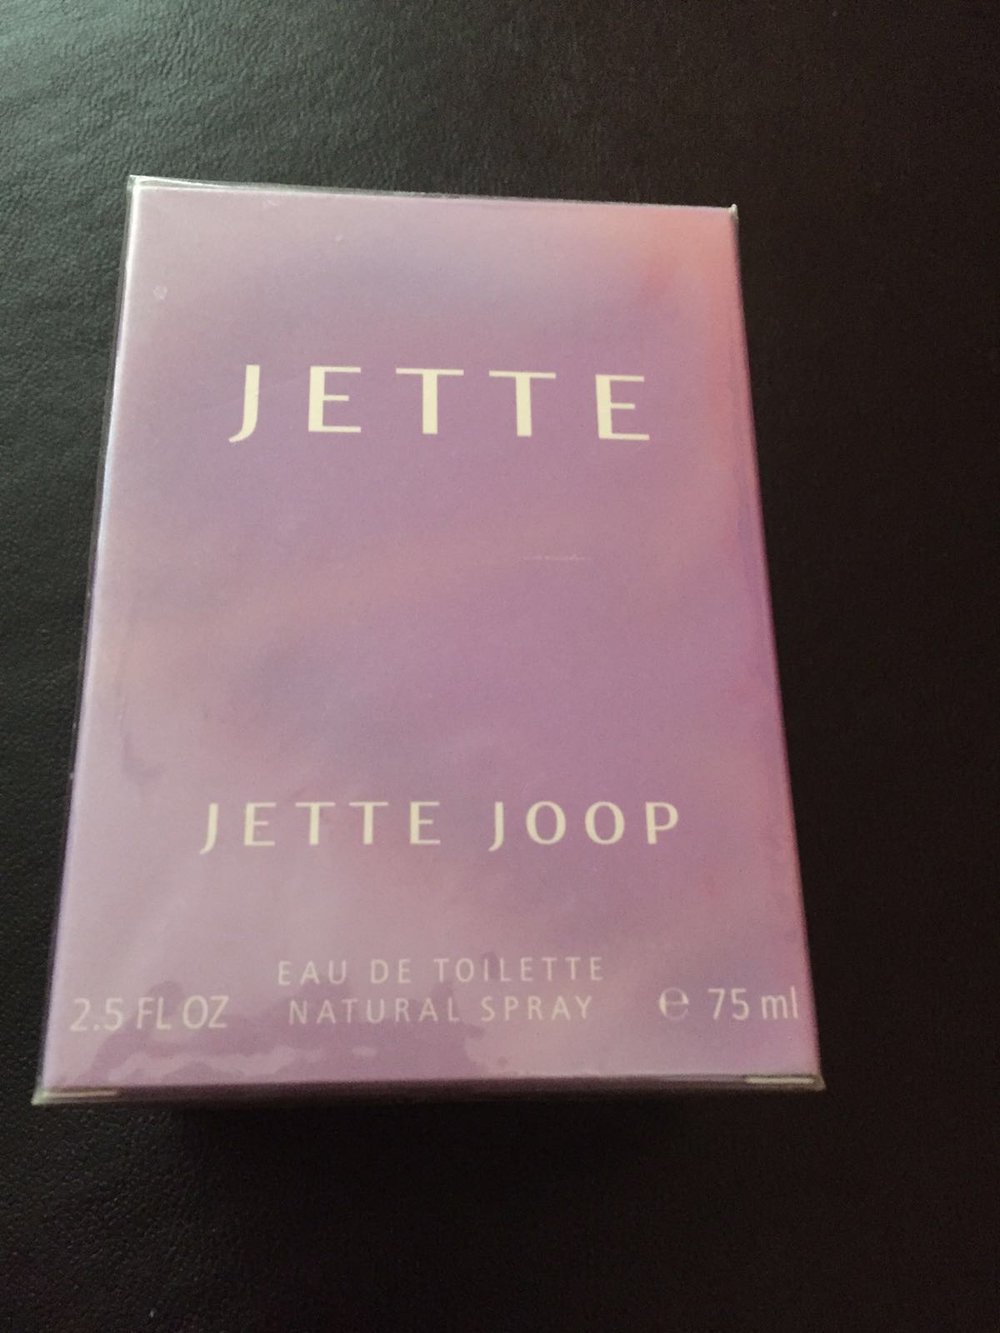 JETTE
JETTE JOOP
EAU DE TOILETTE
2.5 FL OZ NATURAL SPRAY ℮ 75 ml